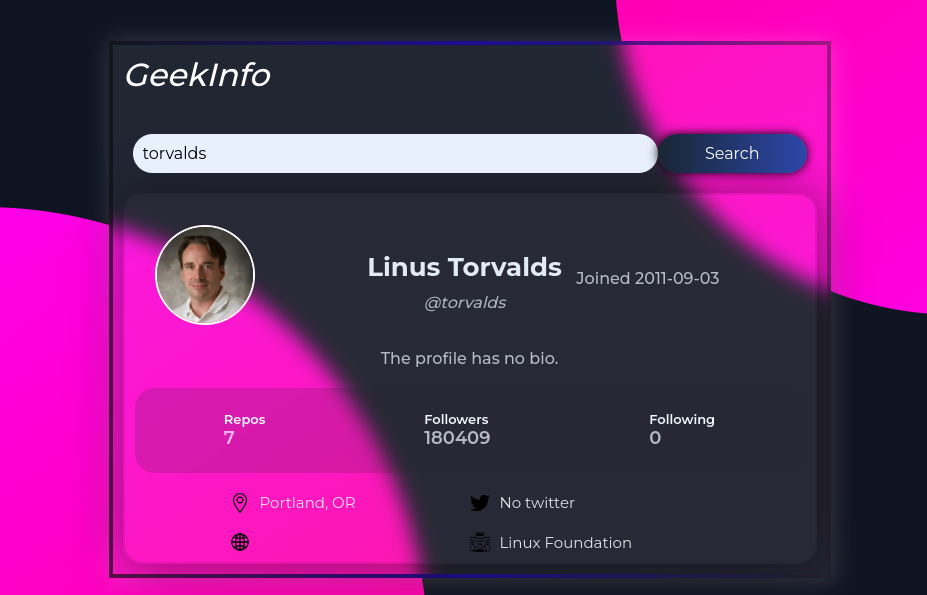 GeekInfo
torvalds
Search
Linus Torvalds
Joined 2011-09-03
@torvalds
The profile has no bio.
Repos
Followers
Following
7
180409
0
Portland, OR
No twitter
Linux Foundation